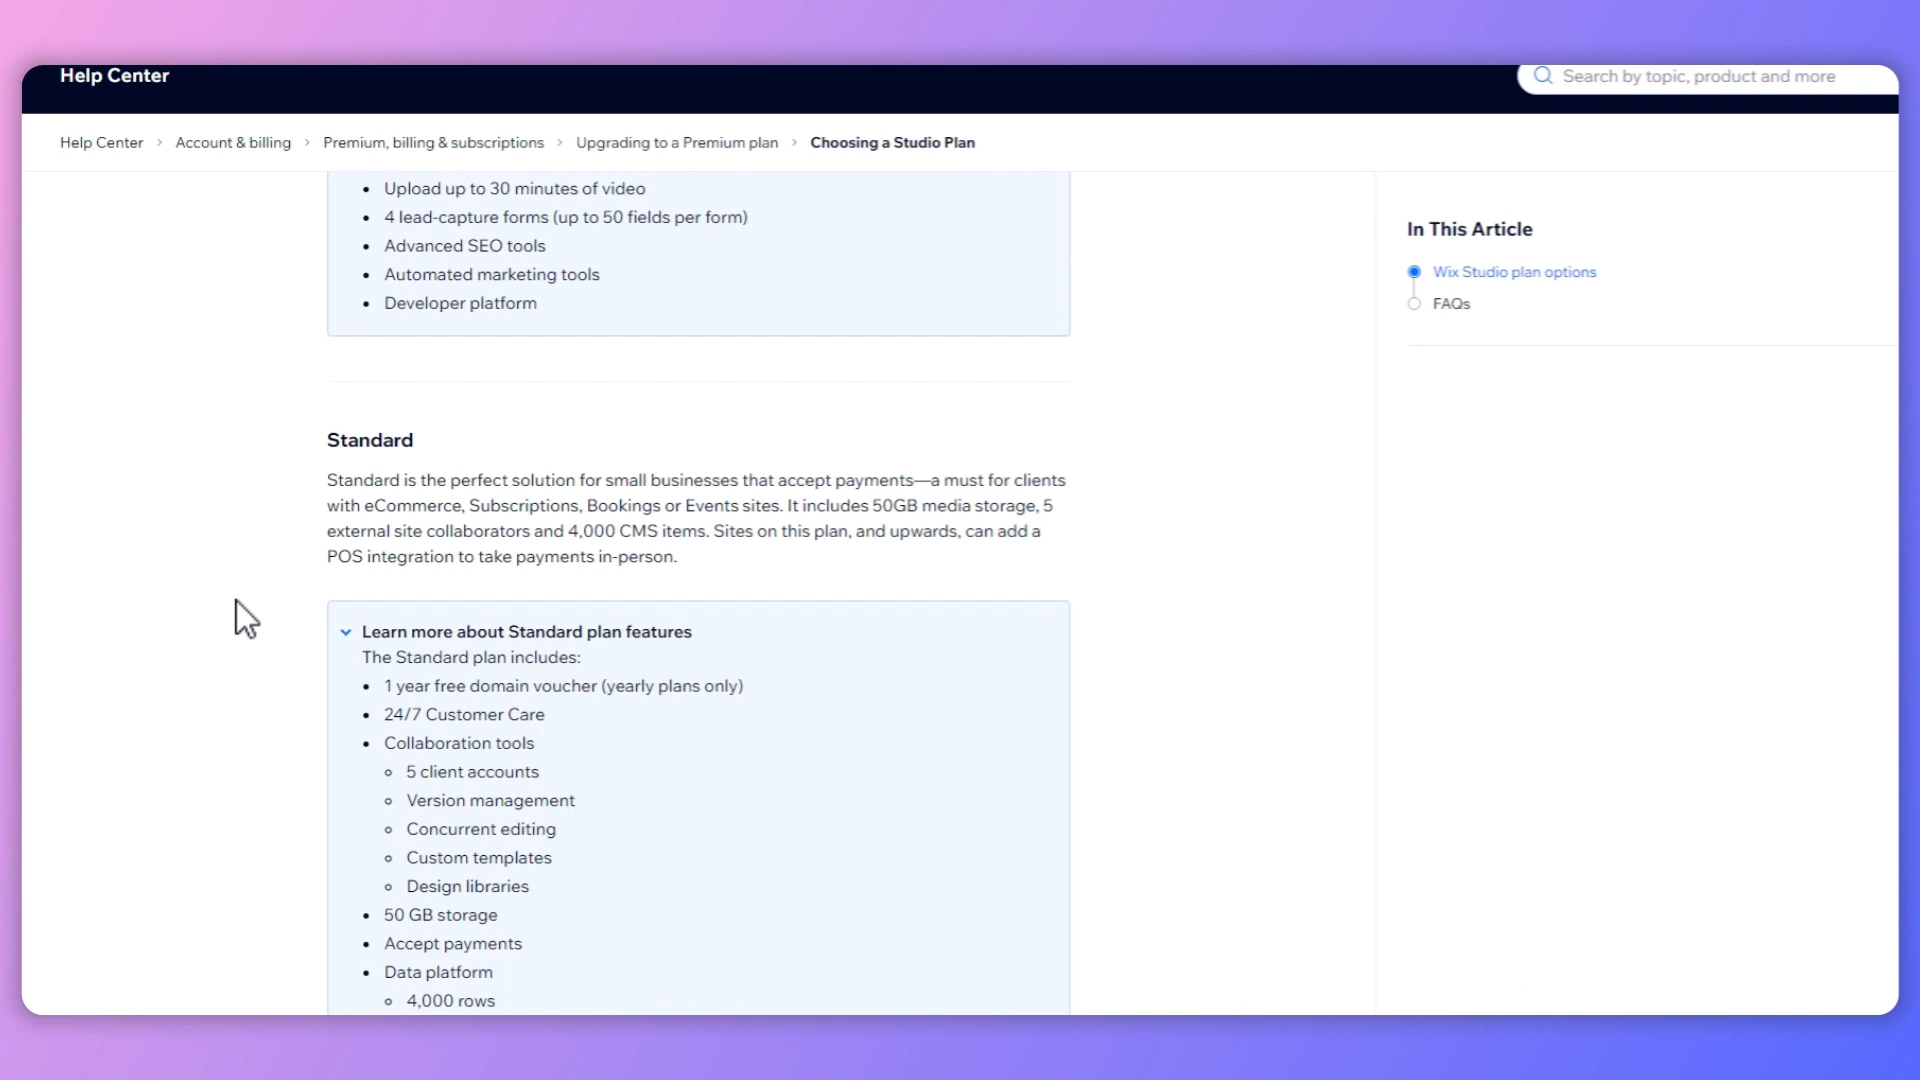 Help Center
Search by topic, product and more
Help Center > Account & billing > Premium, billing & subscriptions > Upgrading to a Premium plan > Choosing a Studio Plan
• Upload up to 30 minutes of video
• 4 lead-capture forms (up to 50 fields per form)
• Advanced SEO tools
• Automated marketing tools
• Developer platform
In This Article
Wix Studio plan options
FAQs
Standard
Standard is the perfect solution for small businesses that accept payments—a must for clients
with eCommerce, Subscriptions, Bookings or Events sites. It includes 50GB media storage, 5
external site collaborators and 4,000 CMS items. Sites on this plan, and upwards, can add a
POS integration to take payments in-person.
Learn more about Standard plan features
The Standard plan includes:
• 1 year free domain voucher (yearly plans only)
• 24/7 Customer Care
• Collaboration tools
◦ 5 client accounts
◦ Version management
◦ Concurrent editing
◦ Custom templates
◦ Design libraries
• 50 GB storage
• Accept payments
• Data platform
◦ 4,000 rows